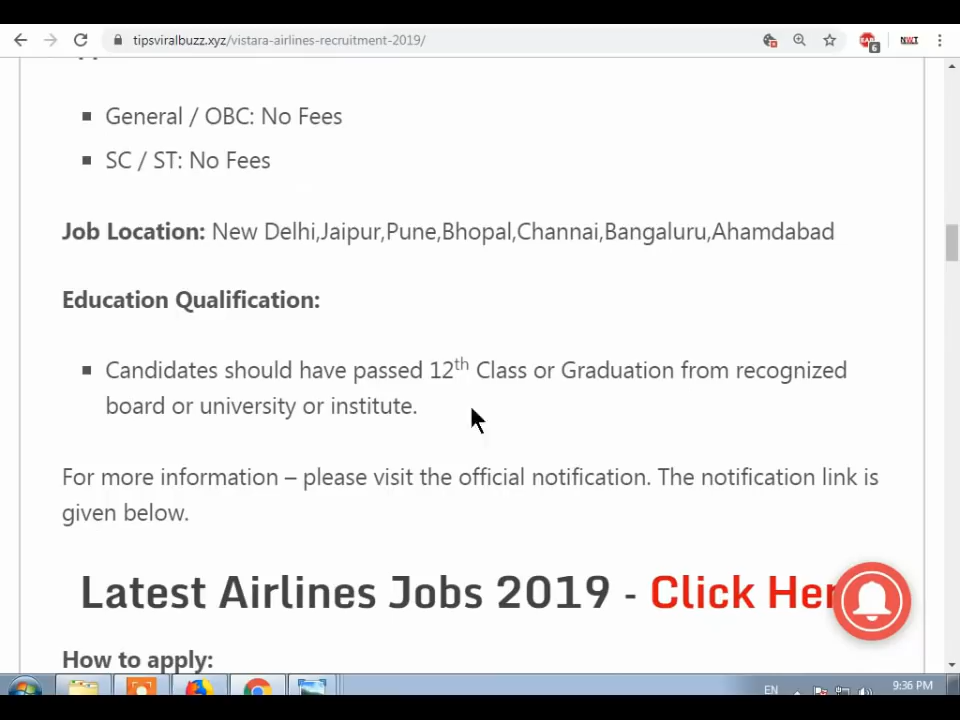 tipsviralbuzz.xyz/vistara-airlines-recruitment-2019/
6
General / OBC: No Fees
SC / ST: No Fees
Job Location: New Delhi,Jaipur,Pune,Bhopal,Channai,Bangaluru,Ahamdabad
Education Qualification:
Candidates should have passed 12th Class or Graduation from recognized
board or university or institute.
For more information – please visit the official notification. The notification link is
given below.
Latest Airlines Jobs 2019 - Click Her
How to apply:
EN
9:36 PM